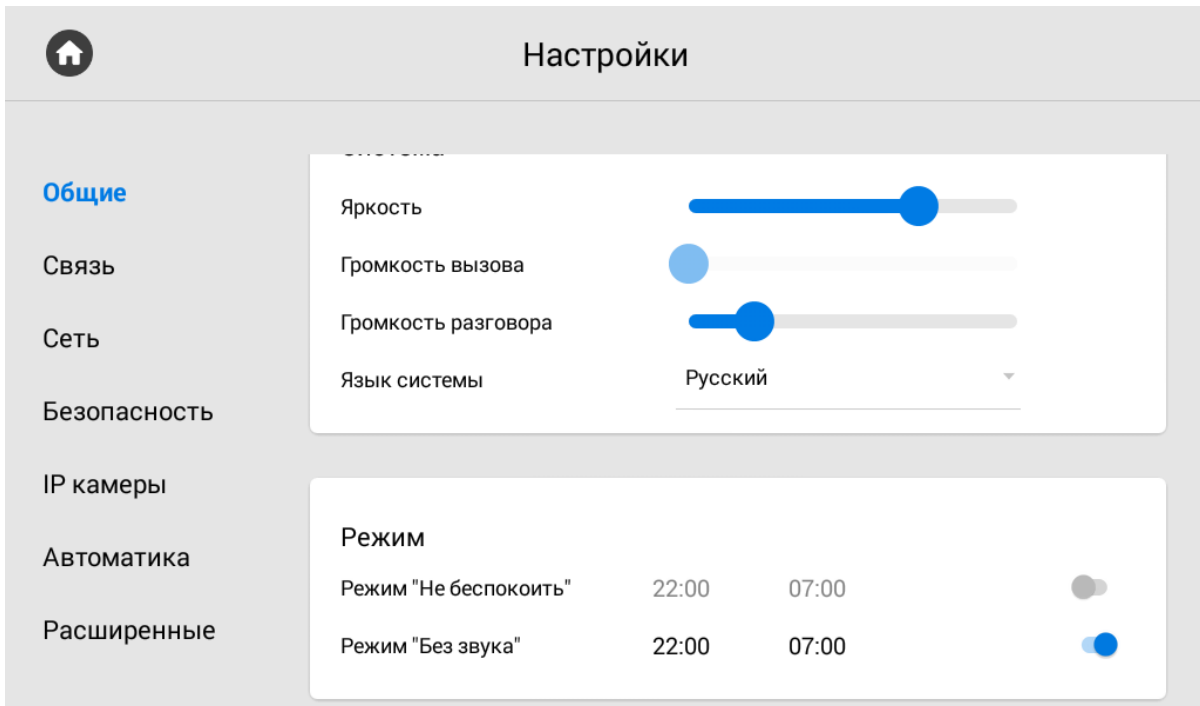 Настройки
Общие
Связь
Сеть
Безопасность
IP камеры
Автоматика
Расширенные
Яркость
Громкость вызова
Громкость разговора
Язык системы Русский
Режим
Режим "Не беспокоить" 22:00 07:00
Режим "Без звука" 22:00 07:00